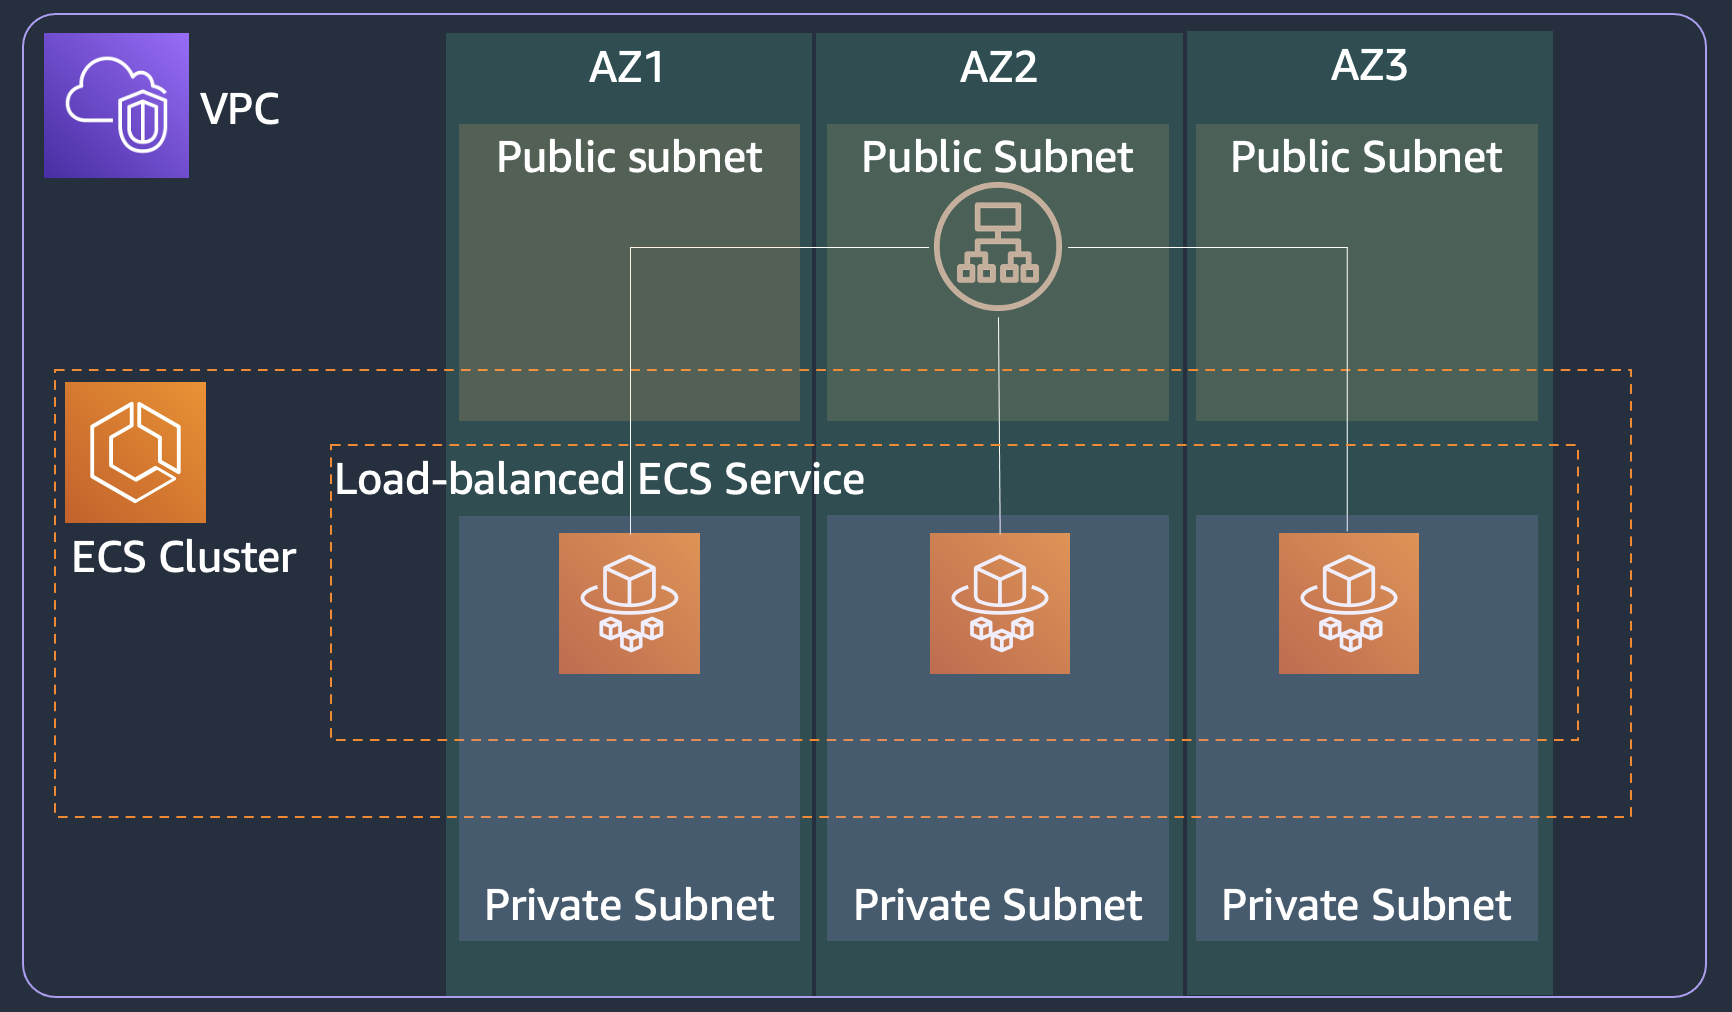 VPC
AZ1
AZ2
AZ3
Public subnet
Public Subnet
Public Subnet
Load-balanced ECS Service
ECS Cluster
Private Subnet
Private Subnet
Private Subnet